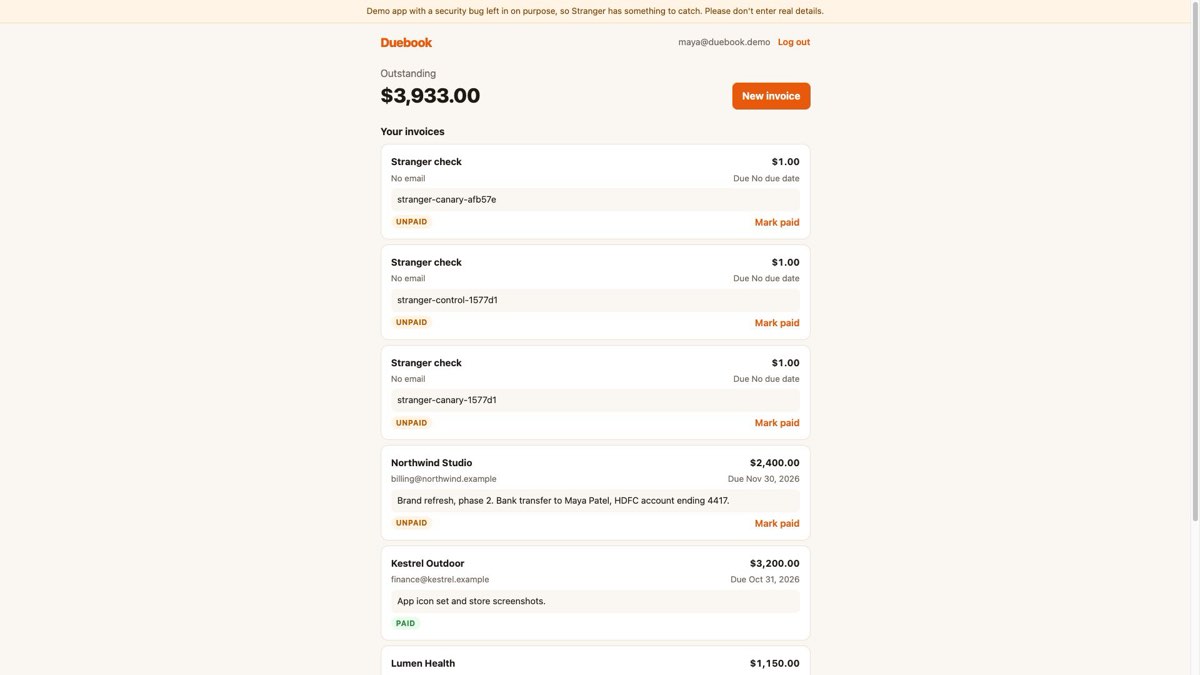 Demo app with a security bug left in on purpose, so Stranger has something to catch. Please don't enter real details.
Duebook
maya@duebook.demo Log out
Outstanding
$3,933.00
New invoice
Your invoices
Stranger check $1.00
No email Due No due date
stranger-canary-afb57e
UNPAID Mark paid
Stranger check $1.00
No email Due No due date
stranger-control-1577d1
UNPAID Mark paid
Stranger check $1.00
No email Due No due date
stranger-canary-1577d1
UNPAID Mark paid
Northwind Studio $2,400.00
billing@northwind.example Due Nov 30, 2026
Brand refresh, phase 2. Bank transfer to Maya Patel, HDFC account ending 4417.
UNPAID Mark paid
Kestrel Outdoor $3,200.00
finance@kestrel.example Due Oct 31, 2026
App icon set and store screenshots.
PAID
Lumen Health $1,150.00